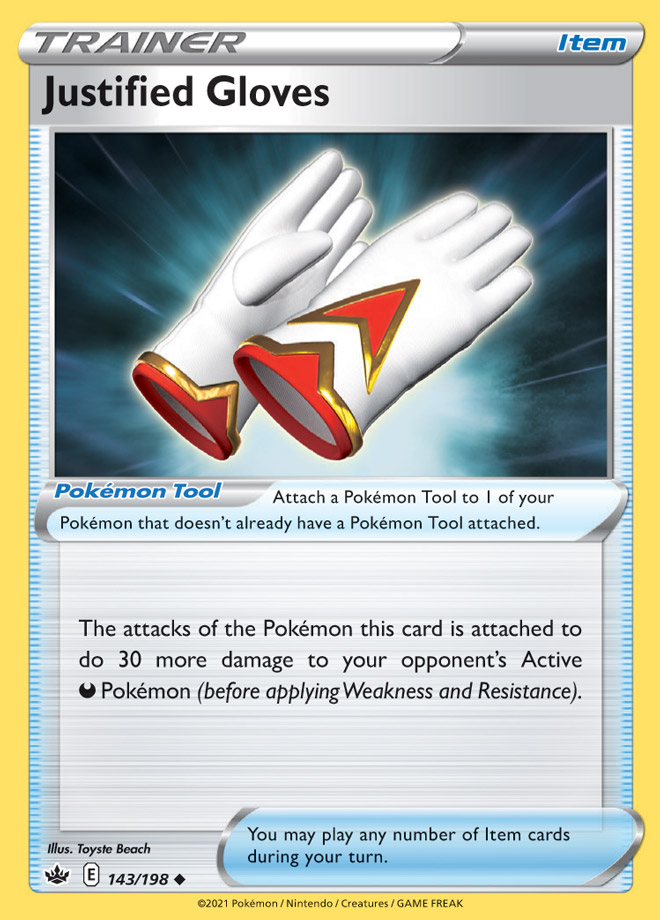 TRAINER
Item
Justified Gloves
Pokémon Tool
Attach a Pokémon Tool to 1 of your
Pokémon that doesn't already have a Pokémon Tool attached.
The attacks of the Pokémon this card is attached to
do 30 more damage to your opponent's Active
Pokémon (before applying Weakness and Resistance).
You may play any number of Item cards
during your turn.
Illus. Toyste Beach
E 143/198
©2021 Pokémon / Nintendo / Creatures / GAME FREAK